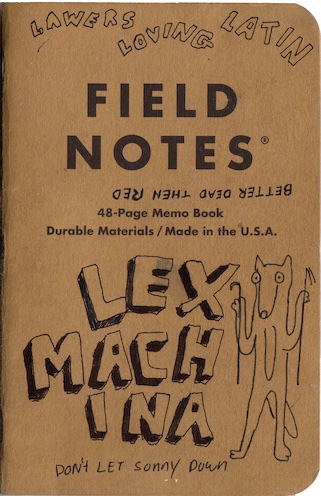 LAWERS LOVING LATIN
FIELD
NOTES®
BETTER DEAD THEN RED
48-Page Memo Book
Durable Materials / Made in the U.S.A.
LEX
MACH
INA
DON'T LET SONNY DOWN